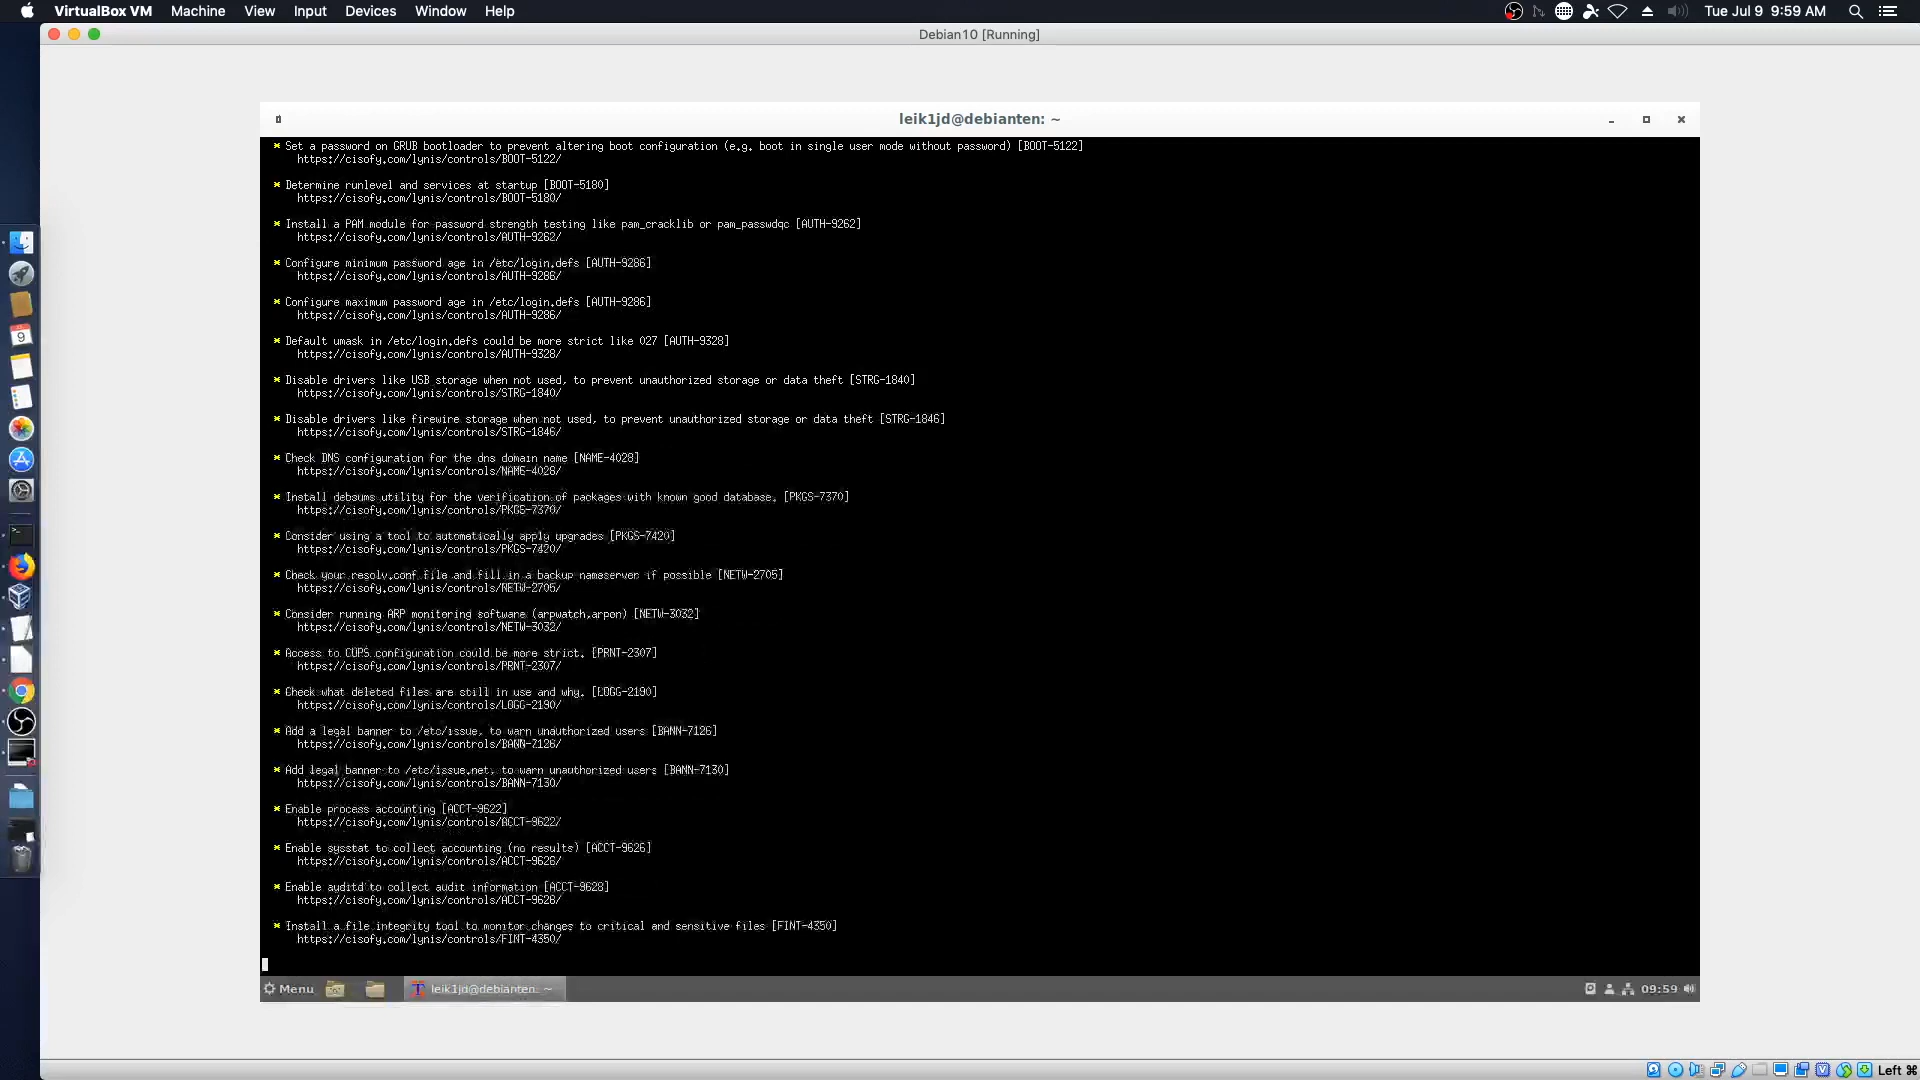 VirtualBox VM Machine View Input Devices Window Help Tue Jul 9 9:59 AM
Debian10 [Running]
leik1jd@debianten: ~
* Set a password on GRUB bootloader to prevent altering boot configuration (e.g. boot in single user mode without password) [BOOT-5122]
https://cisofy.com/lynis/controls/BOOT-5122/
* Determine runlevel and services at startup [BOOT-5180]
https://cisofy.com/lynis/controls/BOOT-5180/
* Install a PAM module for password strength testing like pam_cracklib or pam_passwdqc [AUTH-9262]
https://cisofy.com/lynis/controls/AUTH-9262/
* Configure minimum password age in /etc/login.defs [AUTH-9286]
https://cisofy.com/lynis/controls/AUTH-9286/
* Configure maximum password age in /etc/login.defs [AUTH-9286]
https://cisofy.com/lynis/controls/AUTH-9286/
* Default umask in /etc/login.defs could be more strict like 027 [AUTH-9328]
https://cisofy.com/lynis/controls/AUTH-9328/
* Disable drivers like USB storage when not used, to prevent unauthorized storage or data theft [STRG-1840]
https://cisofy.com/lynis/controls/STRG-1840/
* Disable drivers like firewire storage when not used, to prevent unauthorized storage or data theft [STRG-1846]
https://cisofy.com/lynis/controls/STRG-1846/
* Check DNS configuration for the dns domain name [NAME-4028]
https://cisofy.com/lynis/controls/NAME-4028/
* Install debsums utility for the verification of packages with known good database. [PKGS-7370]
https://cisofy.com/lynis/controls/PKGS-7370/
* Consider using a tool to automatically apply upgrades [PKGS-7420]
https://cisofy.com/lynis/controls/PKGS-7420/
* Check your resolv.conf file and fill in a backup nameserver if possible [NETW-2705]
https://cisofy.com/lynis/controls/NETW-2705/
* Consider running ARP monitoring software (arpwatch,arpon) [NETW-3032]
https://cisofy.com/lynis/controls/NETW-3032/
* Access to CUPS configuration could be more strict. [PRNT-2307]
https://cisofy.com/lynis/controls/PRNT-2307/
* Check what deleted files are still in use and why. [LOGG-2190]
https://cisofy.com/lynis/controls/LOGG-2190/
* Add a legal banner to /etc/issue, to warn unauthorized users [BANN-7126]
https://cisofy.com/lynis/controls/BANN-7126/
* Add legal banner to /etc/issue.net, to warn unauthorized users [BANN-7130]
https://cisofy.com/lynis/controls/BANN-7130/
* Enable process accounting [ACCT-9622]
https://cisofy.com/lynis/controls/ACCT-9622/
* Enable sysstat to collect accounting (no results) [ACCT-9626]
https://cisofy.com/lynis/controls/ACCT-9626/
* Enable auditd to collect audit information [ACCT-9628]
https://cisofy.com/lynis/controls/ACCT-9628/
* Install a file integrity tool to monitor changes to critical and sensitive files [FINT-4350]
https://cisofy.com/lynis/controls/FINT-4350/
Menu leik1jd@debianten: ~ 09:59
Left ⌘